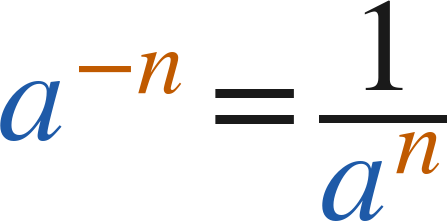 a⁻ⁿ = 1/aⁿ